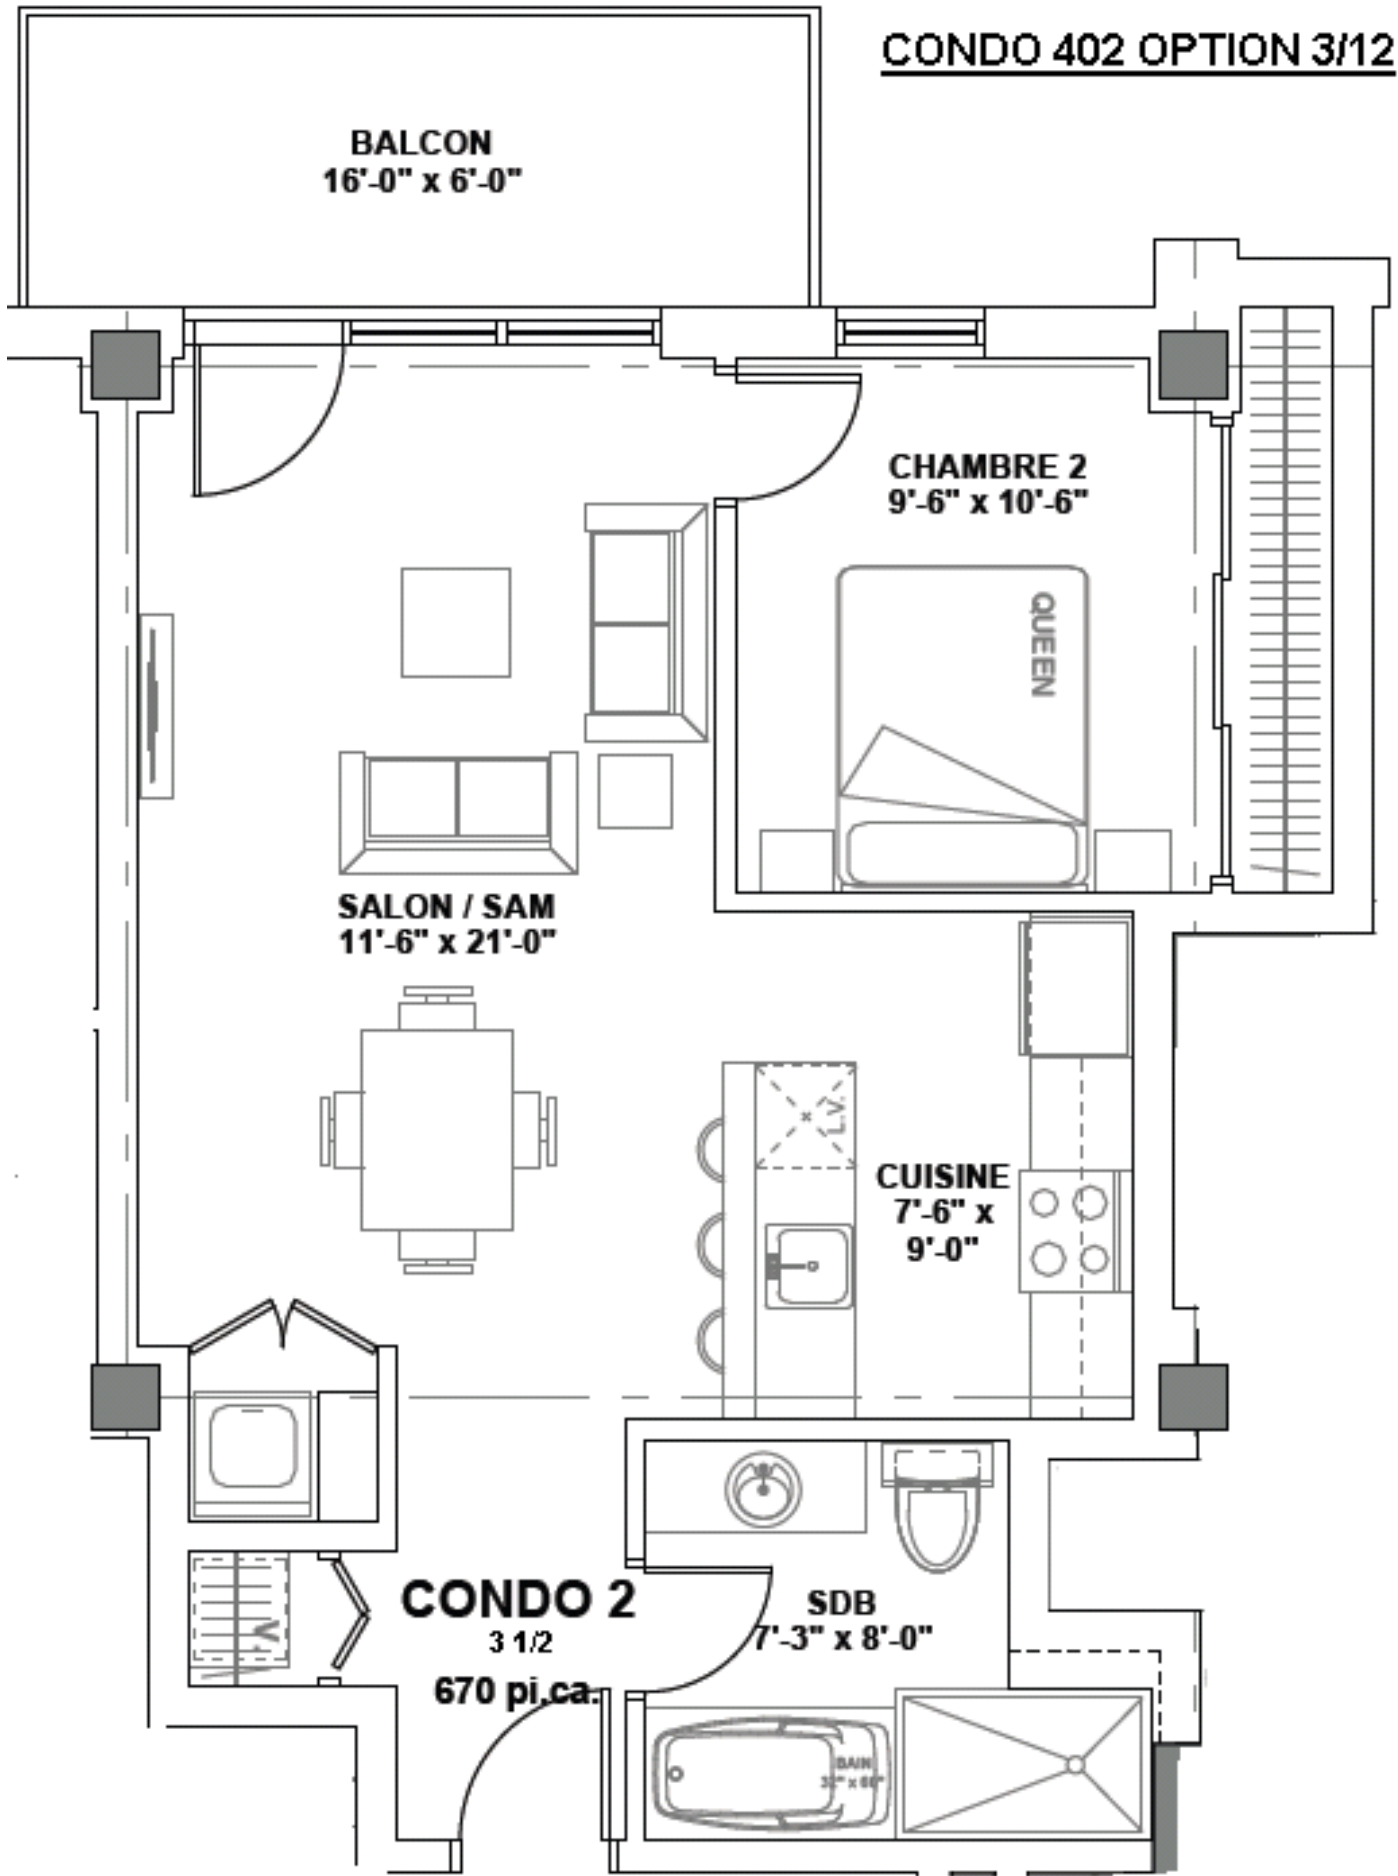 CONDO 402 OPTION 3/12
BALCON
16'-0" x 6'-0"
CHAMBRE 2
9'-6" x 10'-6"
QUEEN
SALON / SAM
11'-6" x 21'-0"
L.V.
CUISINE
7'-6" x
9'-0"
CONDO 2
3 1/2
670 pi.ca.
V.
SDB
7'-3" x 8'-0"
BAIN